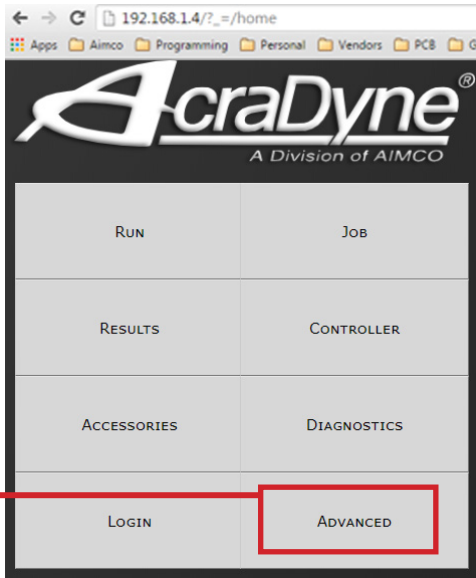 192.168.1.4/?_=/home
Apps Aimco Programming Personal Vendors PCB G
AcraDyne®
A Division of AIMCO
Run Job
Results Controller
Accessories Diagnostics
Login Advanced